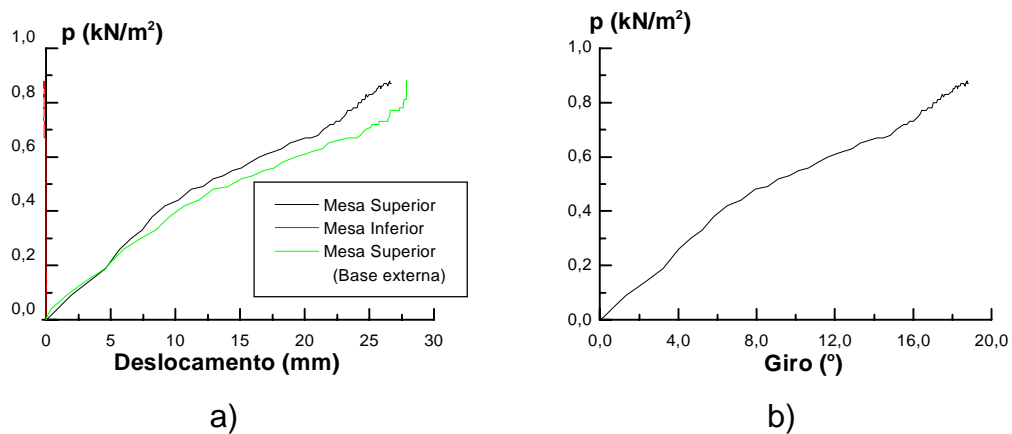 p (kN/m²)
1,0
0,8
0,6
0,4
0,2
0,0
0
5
10
15
20
25
30
Deslocamento (mm)
Mesa Superior
Mesa Inferior
Mesa Superior
(Base externa)
a)
p (kN/m²)
1,0
0,8
0,6
0,4
0,2
0,0
0,0
4,0
8,0
12,0
16,0
20,0
Giro (º)
b)